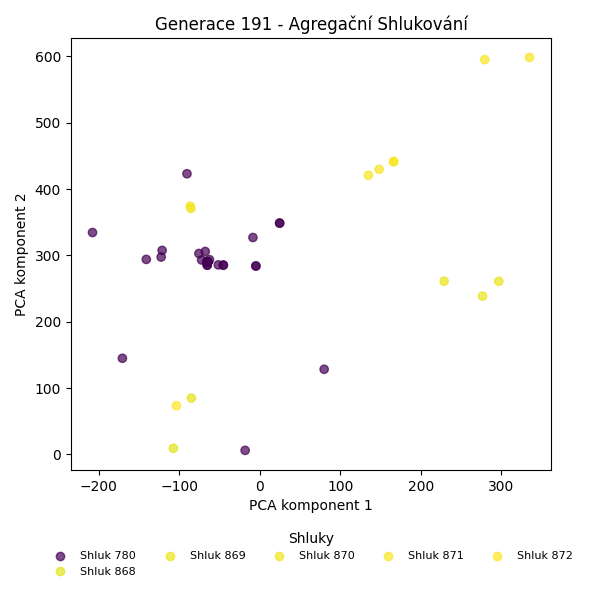 Generace 191 - Agregační Shlukování
600
500
400
300
200
100
0
PCA komponent 2
−200 −100 0 100 200 300
PCA komponent 1
Shluky
Shluk 780 Shluk 869 Shluk 870 Shluk 871 Shluk 872
Shluk 868